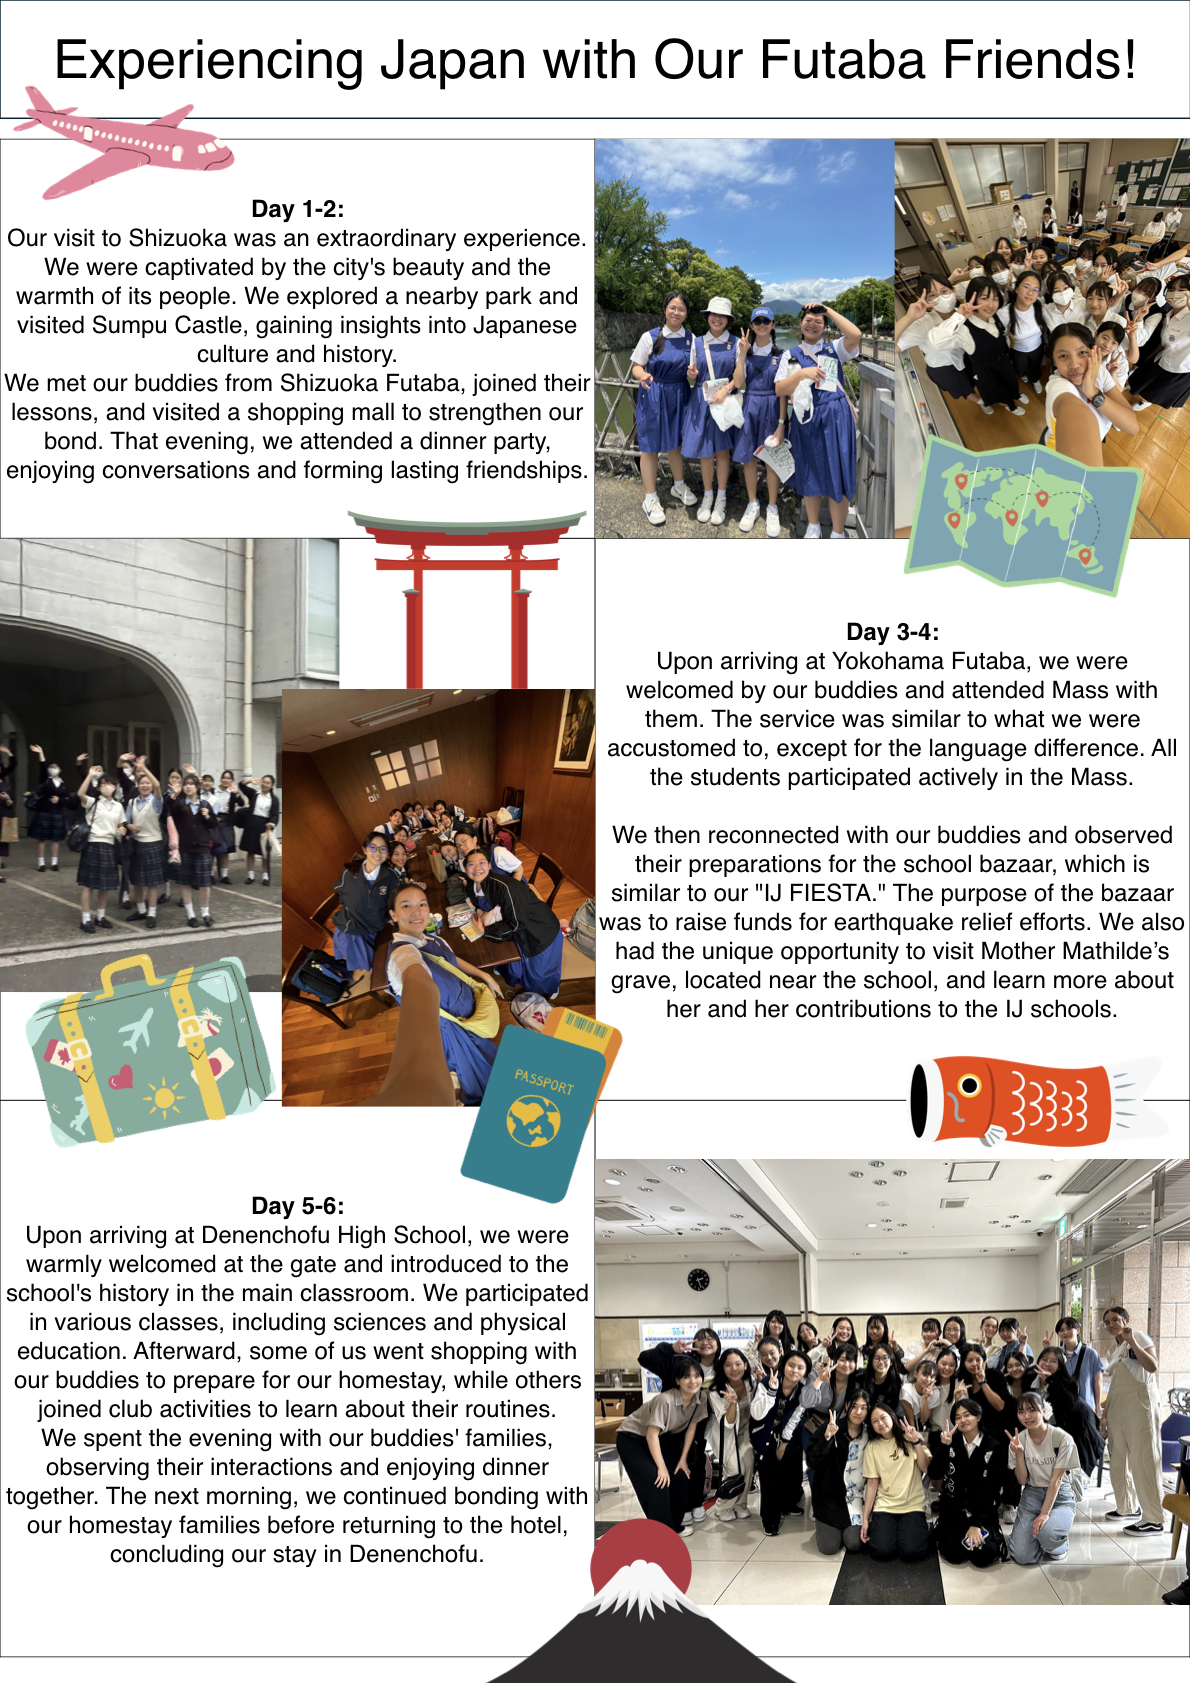 Experiencing Japan with Our Futaba Friends!
Day 1-2:
Our visit to Shizuoka was an extraordinary experience.
We were captivated by the city's beauty and the
warmth of its people. We explored a nearby park and
visited Sumpu Castle, gaining insights into Japanese
culture and history.
We met our buddies from Shizuoka Futaba, joined their
lessons, and visited a shopping mall to strengthen our
bond. That evening, we attended a dinner party,
enjoying conversations and forming lasting friendships.
Day 3-4:
Upon arriving at Yokohama Futaba, we were
welcomed by our buddies and attended Mass with
them. The service was similar to what we were
accustomed to, except for the language difference. All
the students participated actively in the Mass.
We then reconnected with our buddies and observed
their preparations for the school bazaar, which is
similar to our "IJ FIESTA." The purpose of the bazaar
was to raise funds for earthquake relief efforts. We also
had the unique opportunity to visit Mother Mathilde’s
grave, located near the school, and learn more about
her and her contributions to the IJ schools.
PASSPORT
Day 5-6:
Upon arriving at Denenchofu High School, we were
warmly welcomed at the gate and introduced to the
school's history in the main classroom. We participated
in various classes, including sciences and physical
education. Afterward, some of us went shopping with
our buddies to prepare for our homestay, while others
joined club activities to learn about their routines.
We spent the evening with our buddies' families,
observing their interactions and enjoying dinner
together. The next morning, we continued bonding with
our homestay families before returning to the hotel,
concluding our stay in Denenchofu.